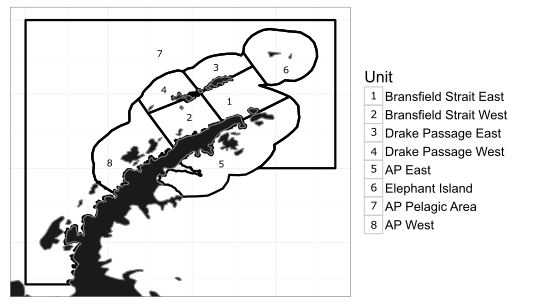 7
3
6
4
1
2
8
5
Unit
1 Bransfield Strait East
2 Bransfield Strait West
3 Drake Passage East
4 Drake Passage West
5 AP East
6 Elephant Island
7 AP Pelagic Area
8 AP West